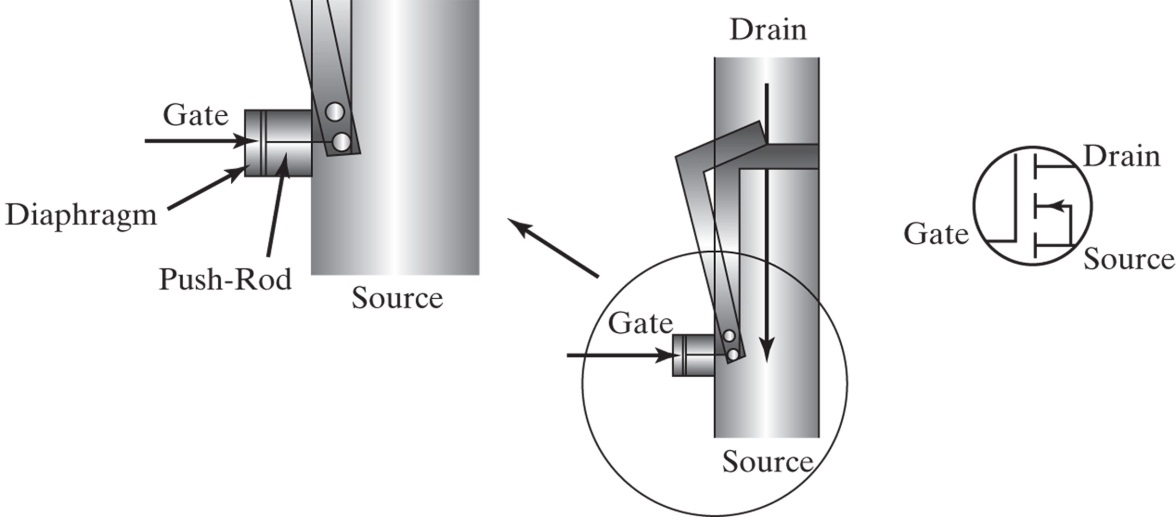 Gate
Diaphragm
Push-Rod
Source
Drain
Gate
Source
Drain
Gate
Source